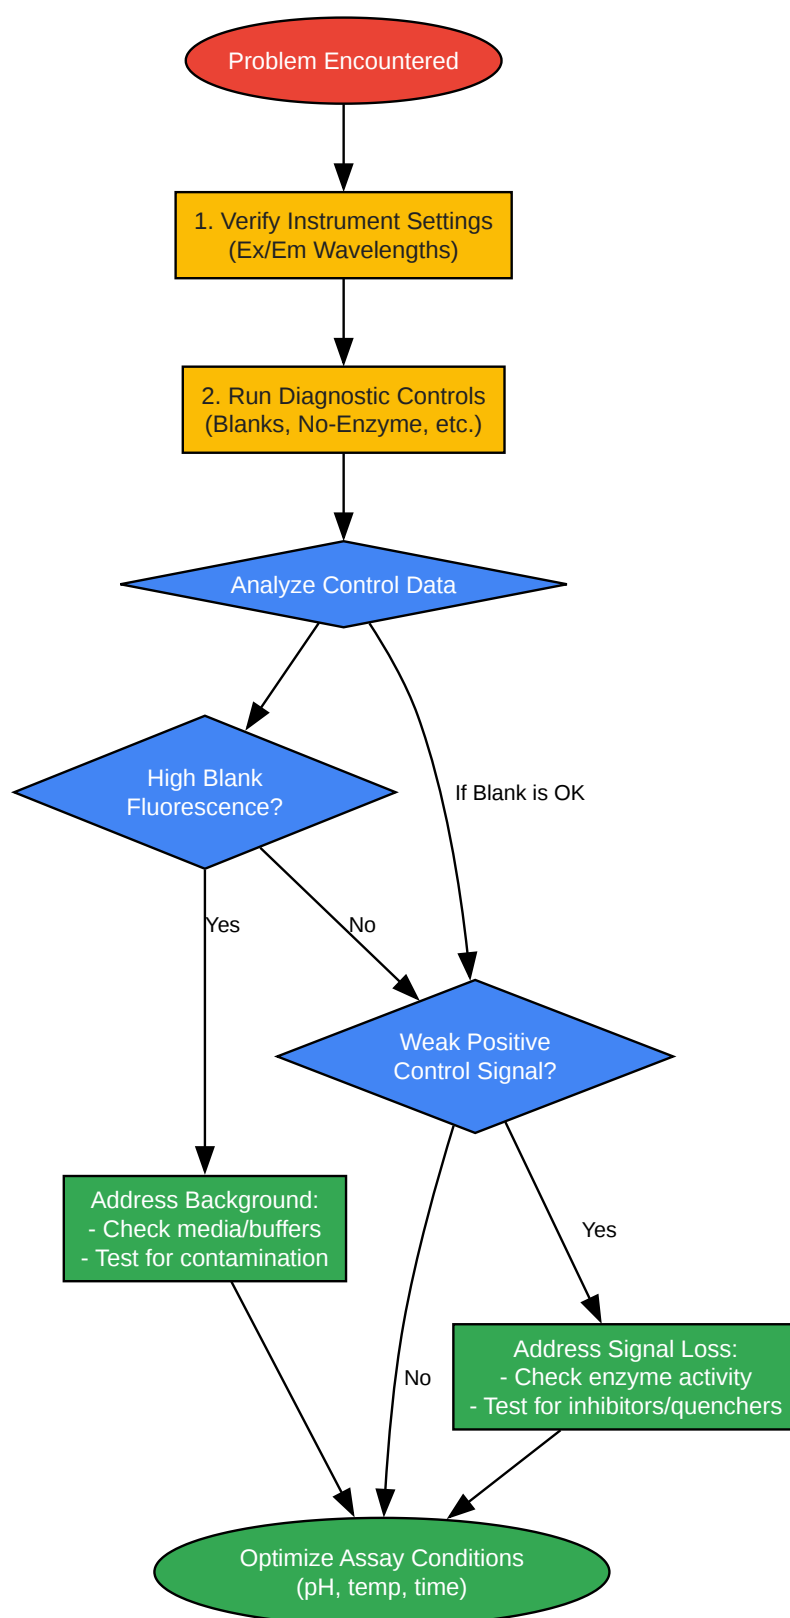 Problem Encountered
1. Verify Instrument Settings
(Ex/Em Wavelengths)
2. Run Diagnostic Controls
(Blanks, No-Enzyme, etc.)
Analyze Control Data
High Blank
Fluorescence?
If Blank is OK
Yes
No
Weak Positive
Control Signal?
Address Background:
- Check media/buffers
- Test for contamination
Yes
No
Address Signal Loss:
- Check enzyme activity
- Test for inhibitors/quenchers
Optimize Assay Conditions
(pH, temp, time)